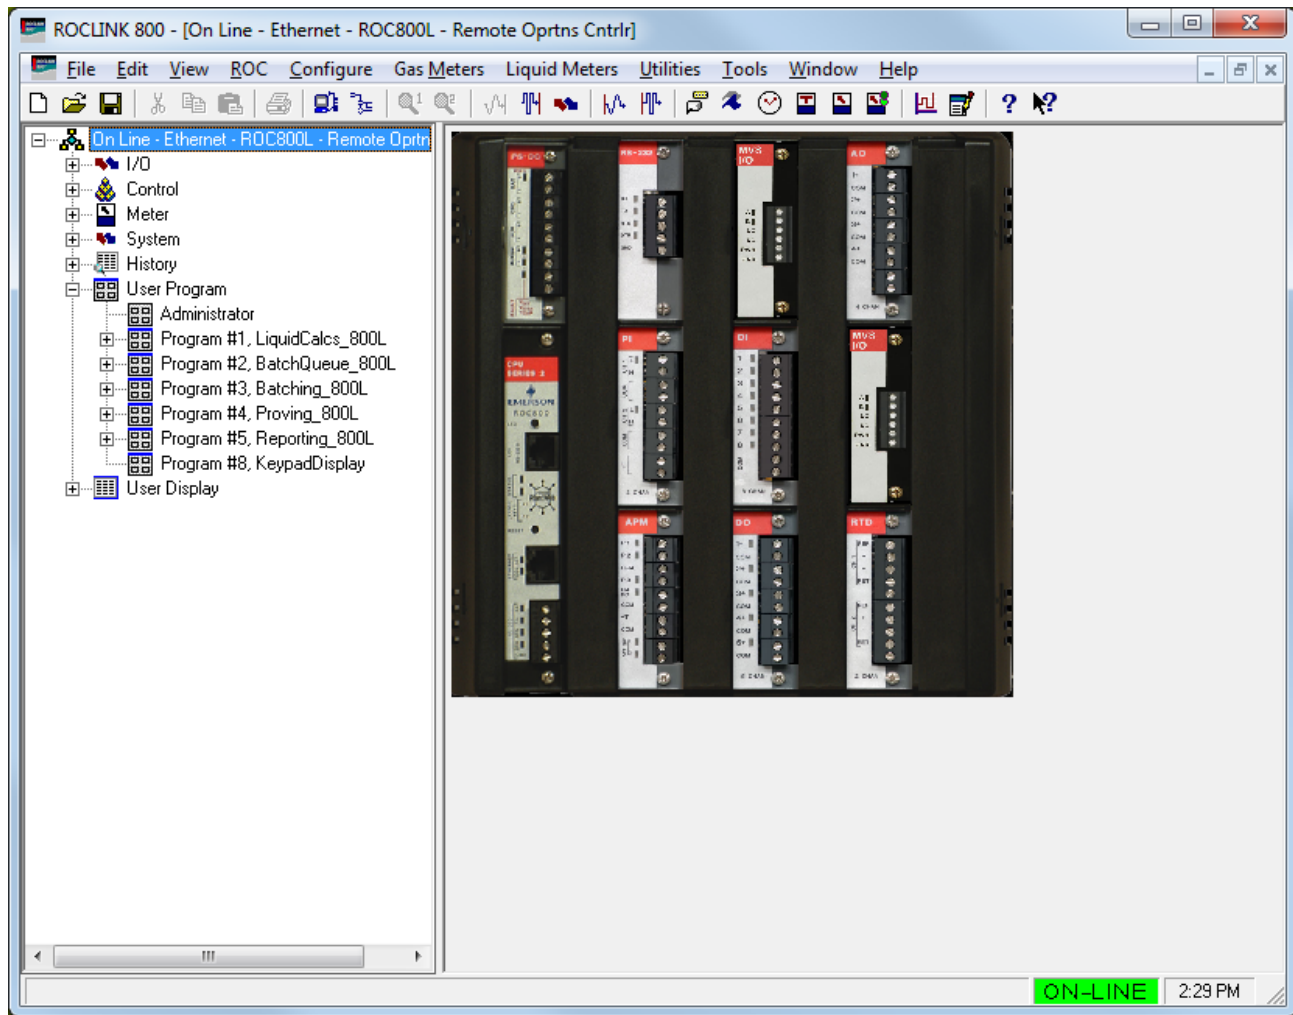 ROCLINK 800 - [On Line - Ethernet - ROC800L - Remote Oprtns Cntrlr]
File Edit View ROC Configure Gas Meters Liquid Meters Utilities Tools Window Help
On Line - Ethernet - ROC800L - Remote Oprtn
I/O
Control
Meter
System
History
User Program
Administrator
Program #1, LiquidCalcs_800L
Program #2, BatchQueue_800L
Program #3, Batching_800L
Program #4, Proving_800L
Program #5, Reporting_800L
Program #8, KeypadDisplay
User Display
MVS
I/O
AO
CPU
SERIES 2
EMERSON
ROC800
PI
DI
MVS
I/O
APM
DO
RTD
ON-LINE
2:29 PM